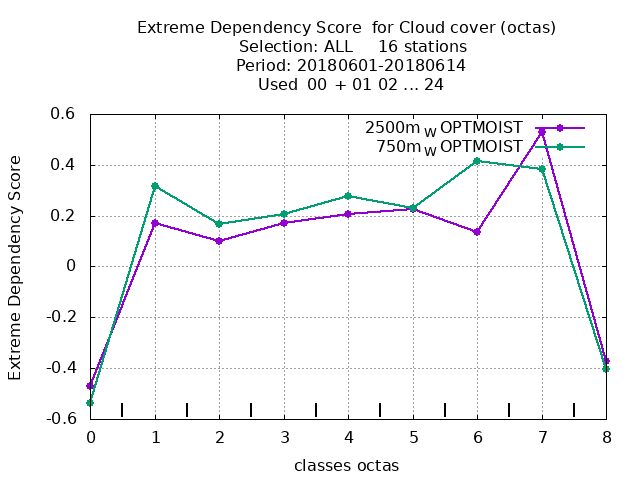 Extreme Dependency Score  for Cloud cover (octas)
Selection: ALL     16 stations
Period: 20180601-20180614
Used  00  + 01 02 ... 24
2500m W OPTMOIST
750m W OPTMOIST
Extreme Dependency Score
0.6
0.4
0.2
0
-0.2
-0.4
-0.6
0 1 2 3 4 5 6 7 8
classes octas